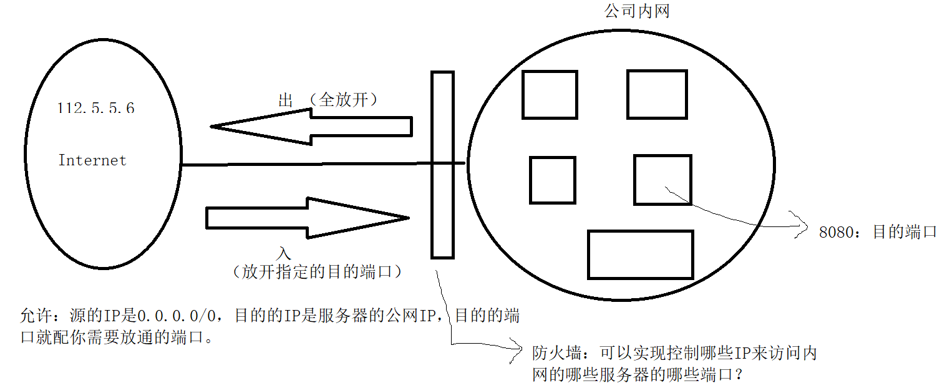 公司内网
112.5.5.6
Internet
出 （全放开）
入
（放开指定的目的端口）
8080：目的端口
允许：源的IP是0.0.0.0/0，目的的IP是服务器的公网IP，目的的端
口就配你需要放通的端口。
防火墙：可以实现控制哪些IP来访问内
网的哪些服务器的哪些端口？